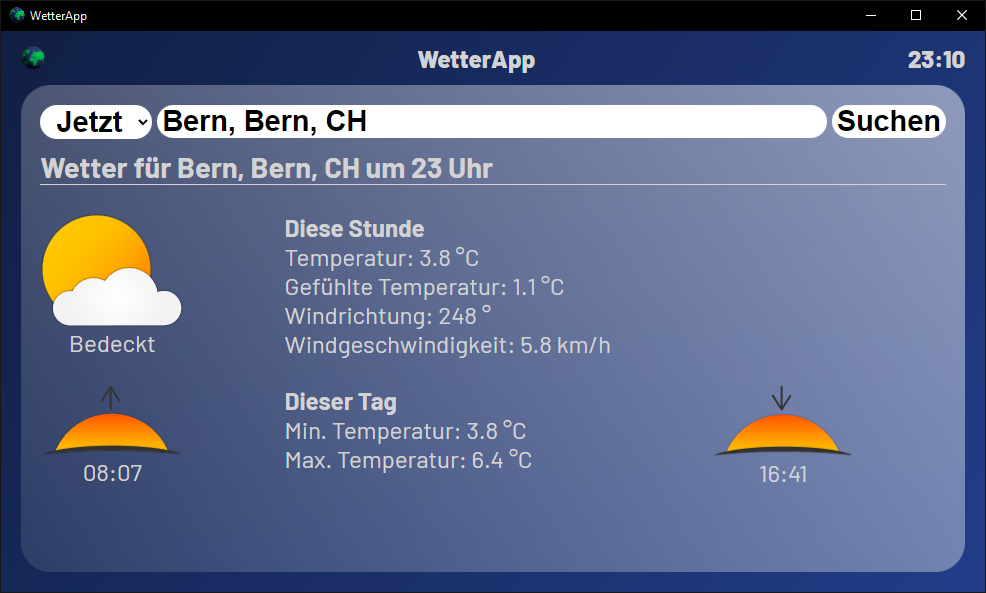 WetterApp
WetterApp
23:10
Jetzt
Bern, Bern, CH
Suchen
Wetter für Bern, Bern, CH um 23 Uhr
Diese Stunde
Temperatur: 3.8 °C
Gefühlte Temperatur: 1.1 °C
Windrichtung: 248 °
Windgeschwindigkeit: 5.8 km/h
Bedeckt
Dieser Tag
Min. Temperatur: 3.8 °C
Max. Temperatur: 6.4 °C
08:07
16:41